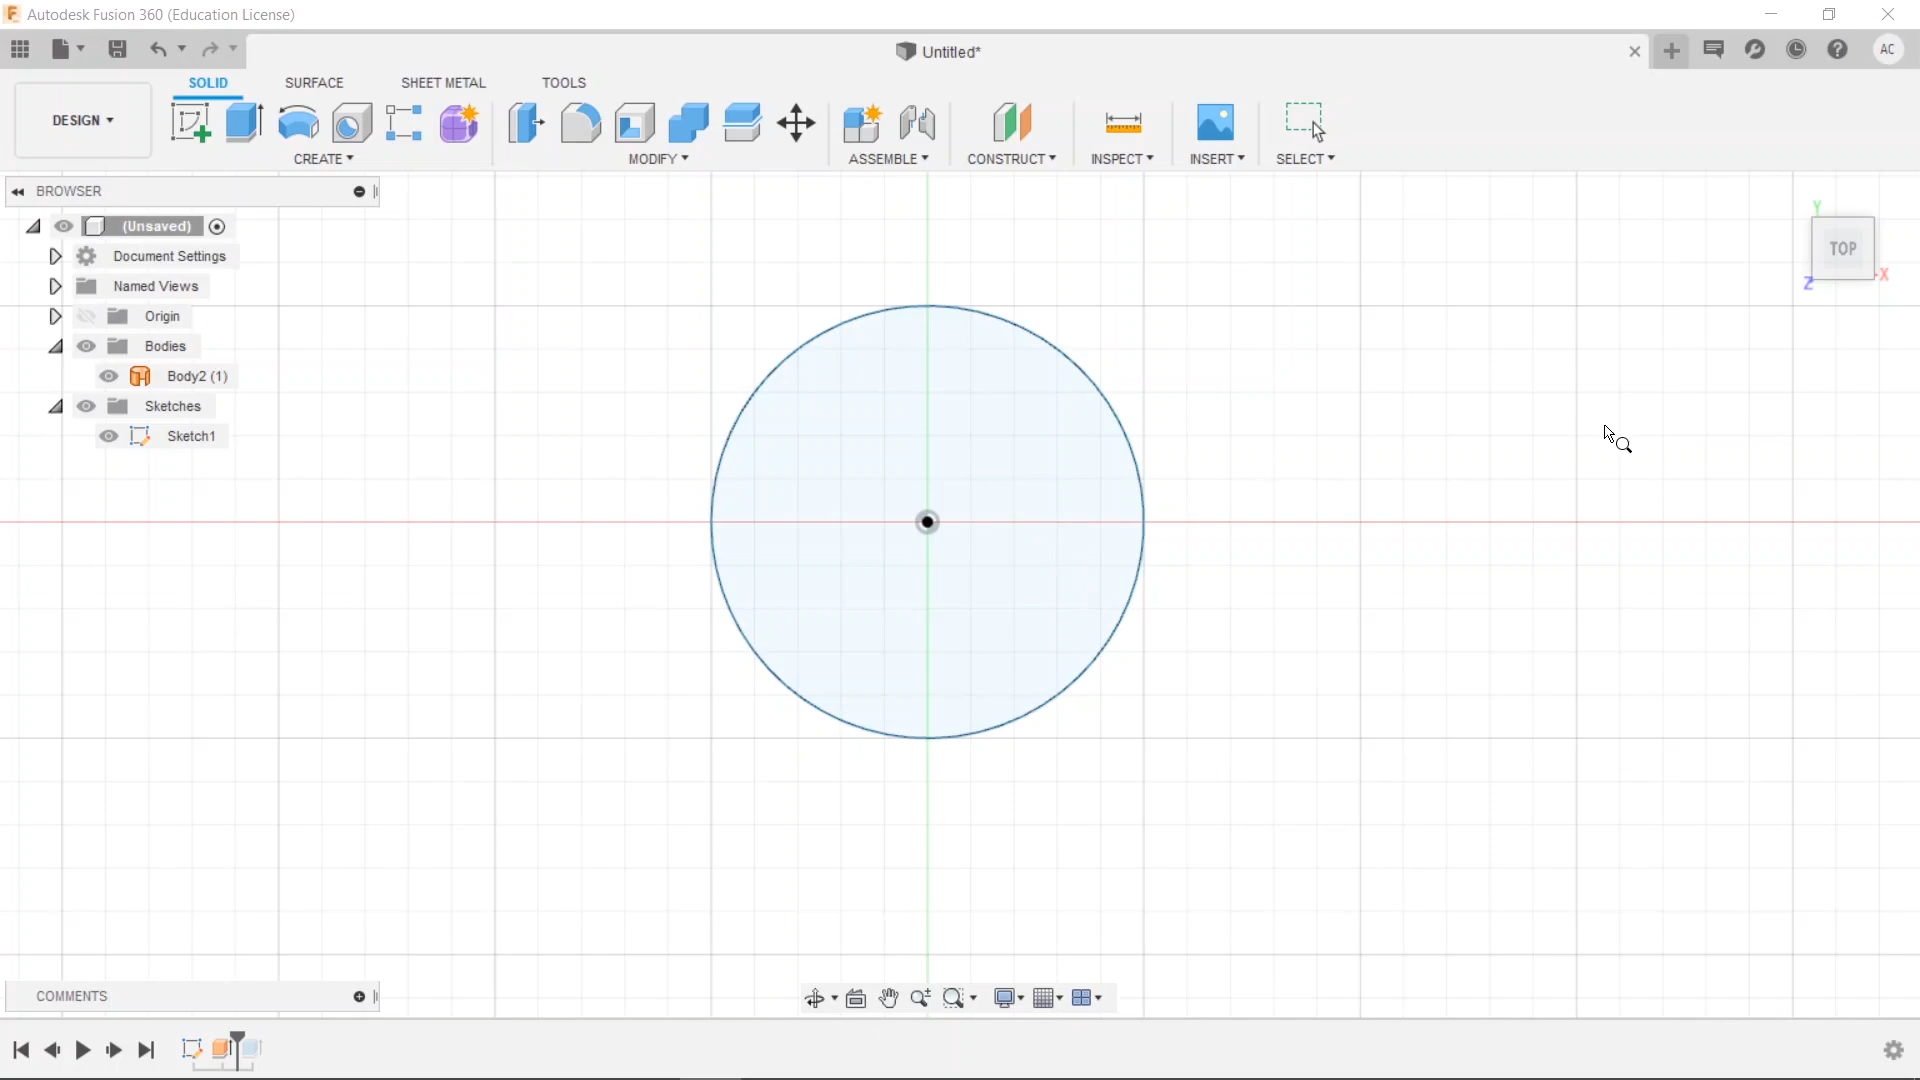 Autodesk Fusion 360 (Education License)
Untitled*
AC
SOLID
SURFACE
SHEET METAL
TOOLS
DESIGN
CREATE
MODIFY
ASSEMBLE
CONSTRUCT
INSPECT
INSERT
SELECT
BROWSER
(Unsaved)
Document Settings
Named Views
Origin
Bodies
Body2 (1)
Sketches
Sketch1
Y
TOP
X
Z
COMMENTS